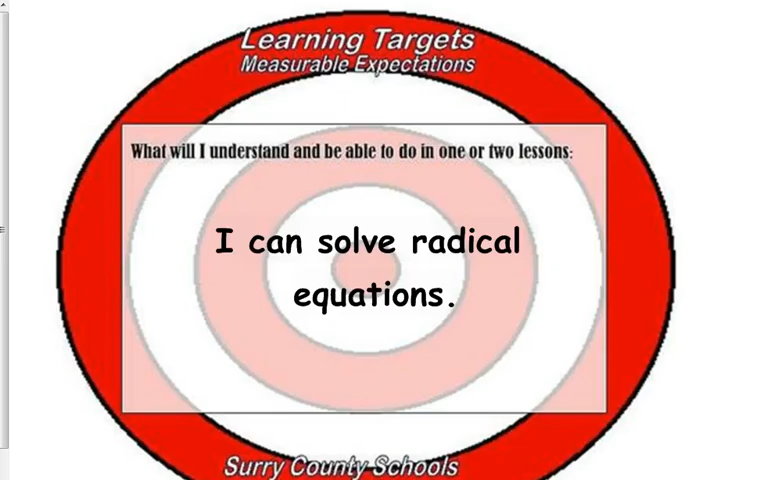 Learning Targets
Measurable Expectations
What will I understand and be able to do in one or two lessons:
I can solve radical
equations.
Surry County Schools